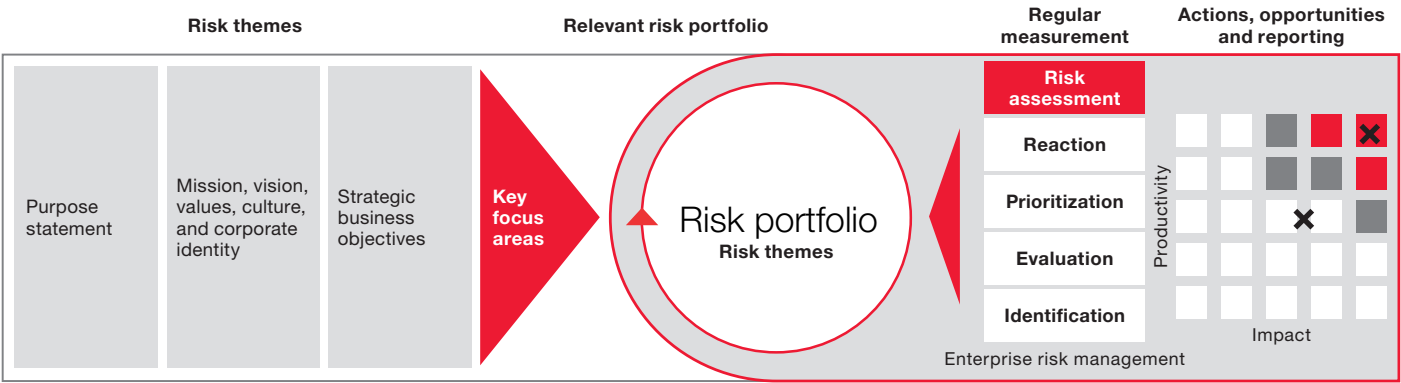 Risk themes
Relevant risk portfolio
Regular
measurement
Actions, opportunities
and reporting
Purpose
statement
Mission, vision,
values, culture,
and corporate
identity
Strategic
business
objectives
Key
focus
areas
Risk portfolio
Risk themes
Risk
assessment
Reaction
Prioritization
Evaluation
Identification
Enterprise risk management
Productivity
Impact